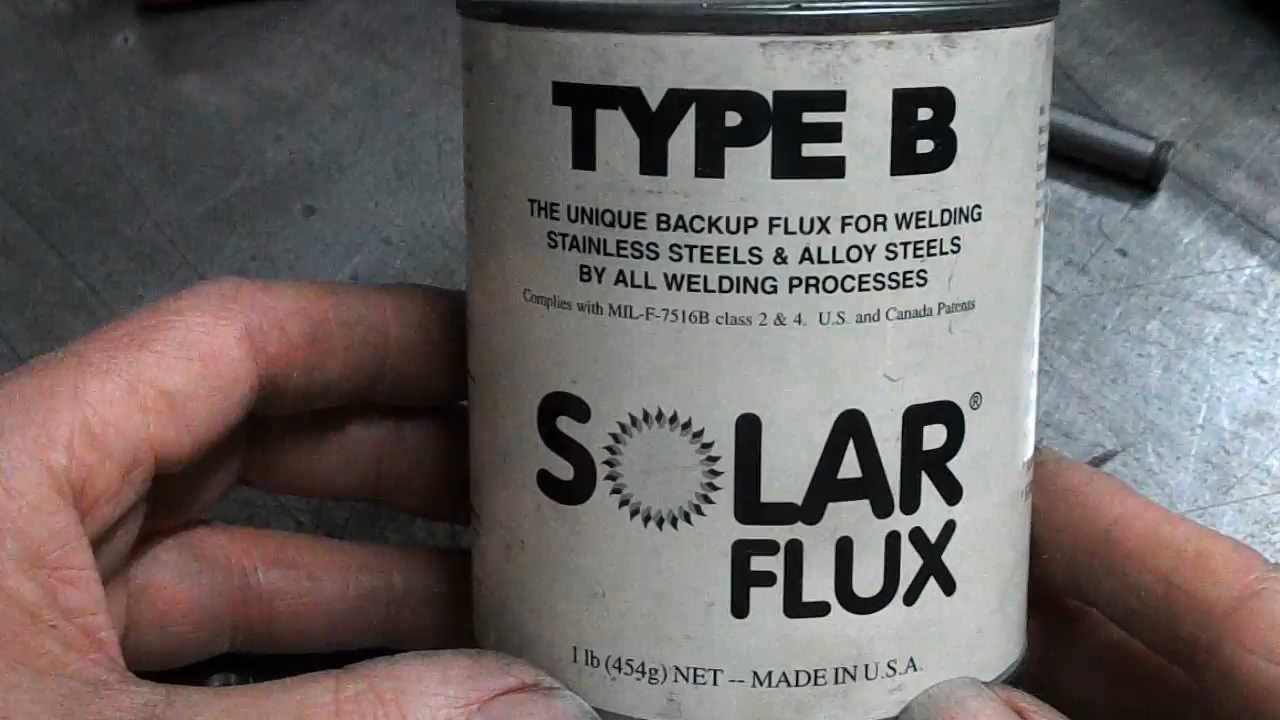 TYPE B
THE UNIQUE BACKUP FLUX FOR WELDING
STAINLESS STEELS & ALLOY STEELS
BY ALL WELDING PROCESSES
Complies with MIL-F-7516B class 2 & 4. U.S. and Canada Patents
SOLAR®
FLUX
1 lb (454g) NET -- MADE IN U.S.A.